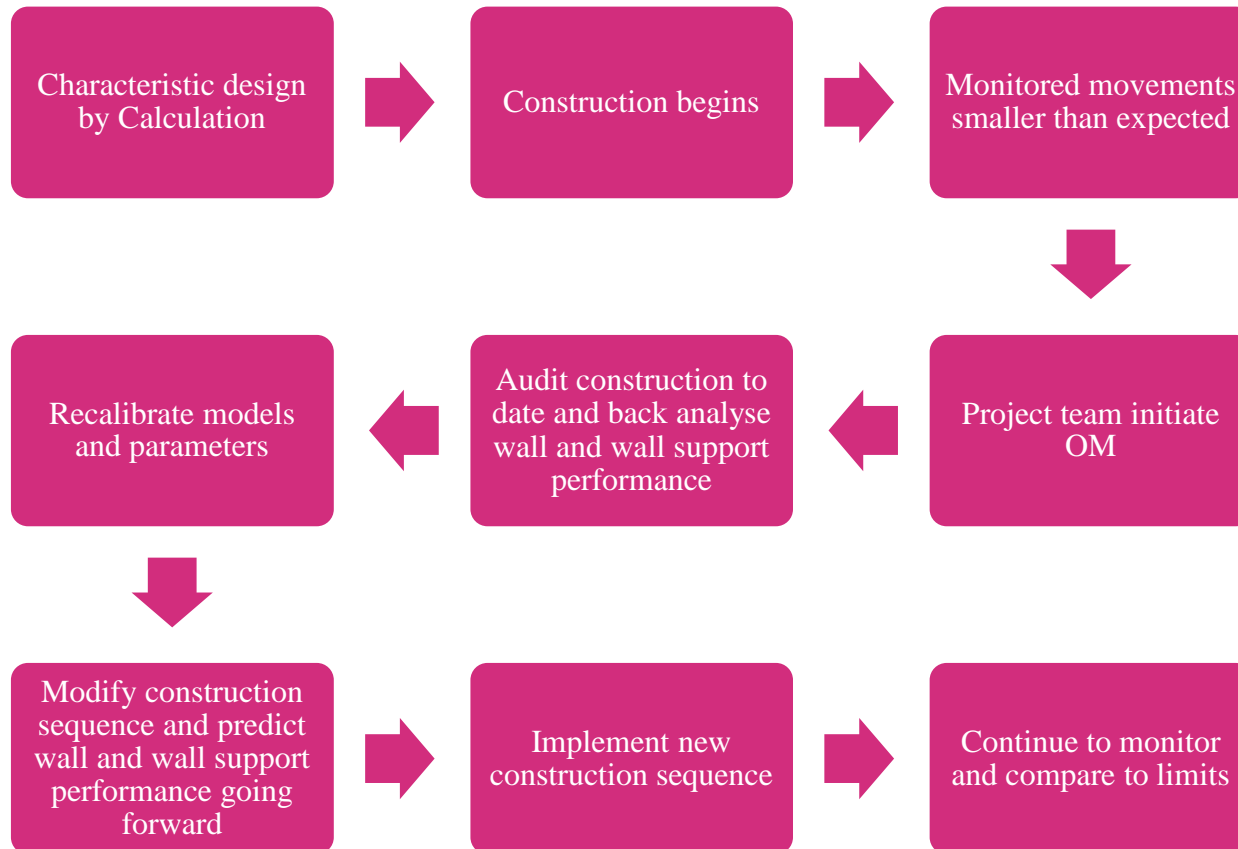 Characteristic design
by Calculation
Construction begins
Monitored movements
smaller than expected
Project team initiate
OM
Audit construction to
date and back analyse
wall and wall support
performance
Recalibrate models
and parameters
Modify construction
sequence and predict
wall and wall support
performance going
forward
Implement new
construction sequence
Continue to monitor
and compare to limits